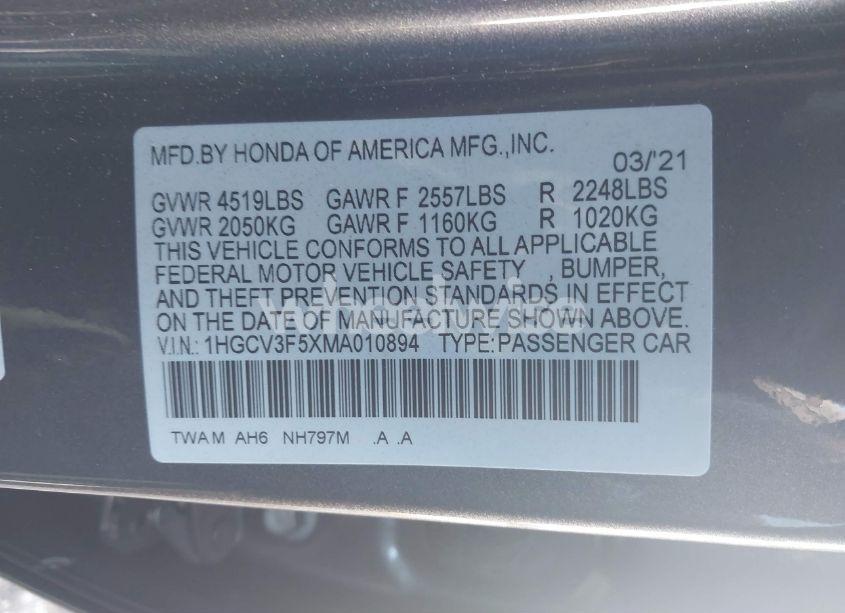 MFD.BY HONDA OF AMERICA MFG.,INC. 03/'21
GVWR 4519LBS GAWR F 2557LBS R 2248LBS
GVWR 2050KG GAWR F 1160KG R 1020KG
THIS VEHICLE CONFORMS TO ALL APPLICABLE
FEDERAL MOTOR VEHICLE SAFETY , BUMPER,
AND THEFT PREVENTION STANDARDS IN EFFECT
ON THE DATE OF MANUFACTURE SHOWN ABOVE.
V.I.N.: 1HGCV3F5XMA010894 TYPE:PASSENGER CAR
TWA M AH6 NH797M .A .A